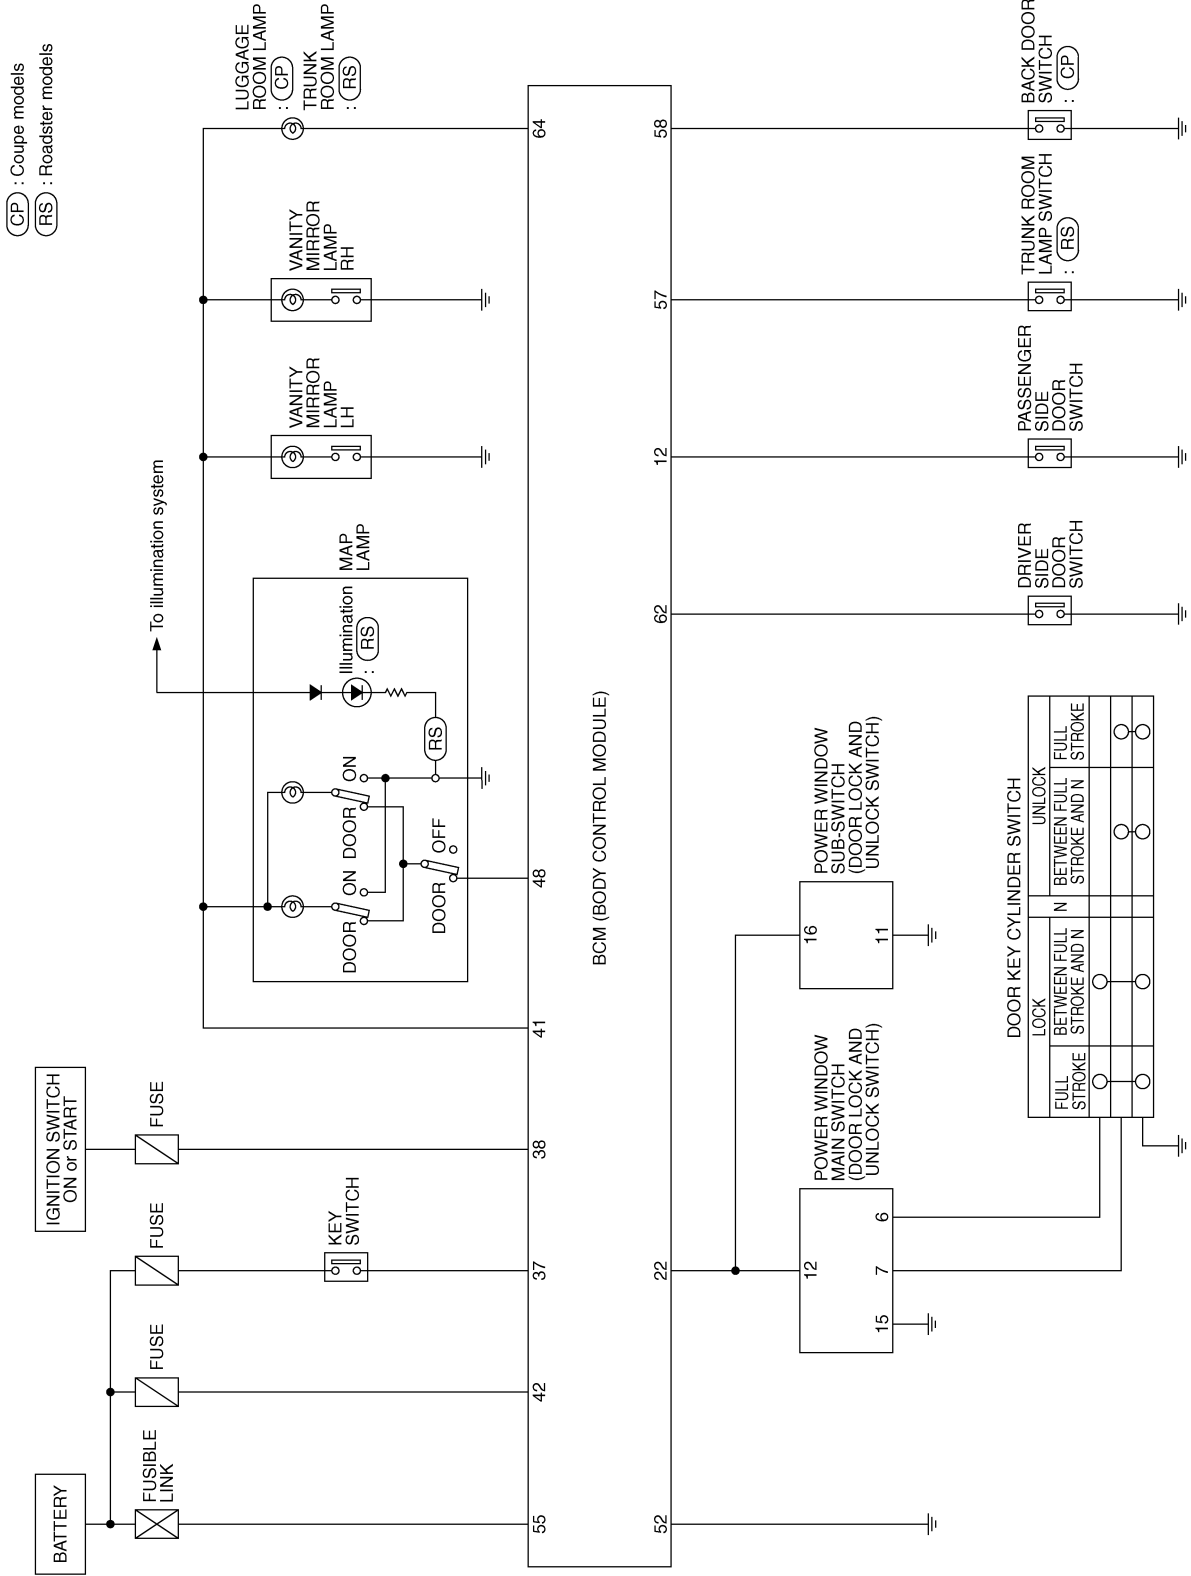 CP : Coupe models
RS : Roadster models
BATTERY
IGNITION SWITCH
ON or START
FUSIBLE
LINK
FUSE
FUSE
FUSE
KEY
SWITCH
To illumination system
MAP
LAMP
DOOR
ON
DOOR
ON
Illumination
: RS
RS
DOOR
OFF
VANITY
MIRROR
LAMP
LH
VANITY
MIRROR
LAMP
RH
LUGGAGE
ROOM LAMP
: CP
TRUNK
ROOM LAMP
: RS
55
42
37
38
41
48
64
BCM (BODY CONTROL MODULE)
52
22
62
12
57
58
POWER WINDOW
MAIN SWITCH
(DOOR LOCK AND
UNLOCK SWITCH)
12
15
7
6
POWER WINDOW
SUB-SWITCH
(DOOR LOCK AND
UNLOCK SWITCH)
16
11
DOOR KEY CYLINDER SWITCH
LOCK
N
UNLOCK
FULL
STROKE
BETWEEN FULL
STROKE AND N
BETWEEN FULL
STROKE AND N
FULL
STROKE
DRIVER
SIDE
DOOR
SWITCH
PASSENGER
SIDE
DOOR
SWITCH
TRUNK ROOM
LAMP SWITCH
: RS
BACK DOOR
SWITCH
: CP